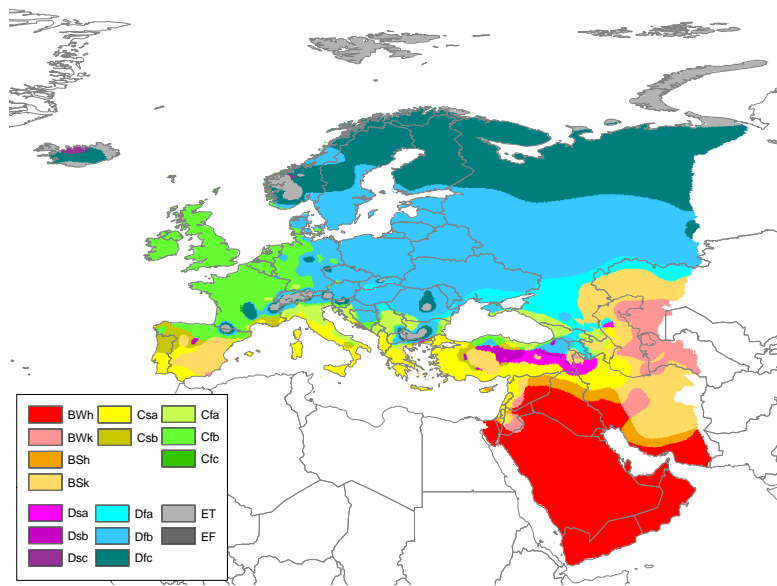 BWh Csa Cfa
BWk Csb Cfb
BSh Cfc
BSk
Dsa Dfa ET
Dsb Dfb EF
Dsc Dfc